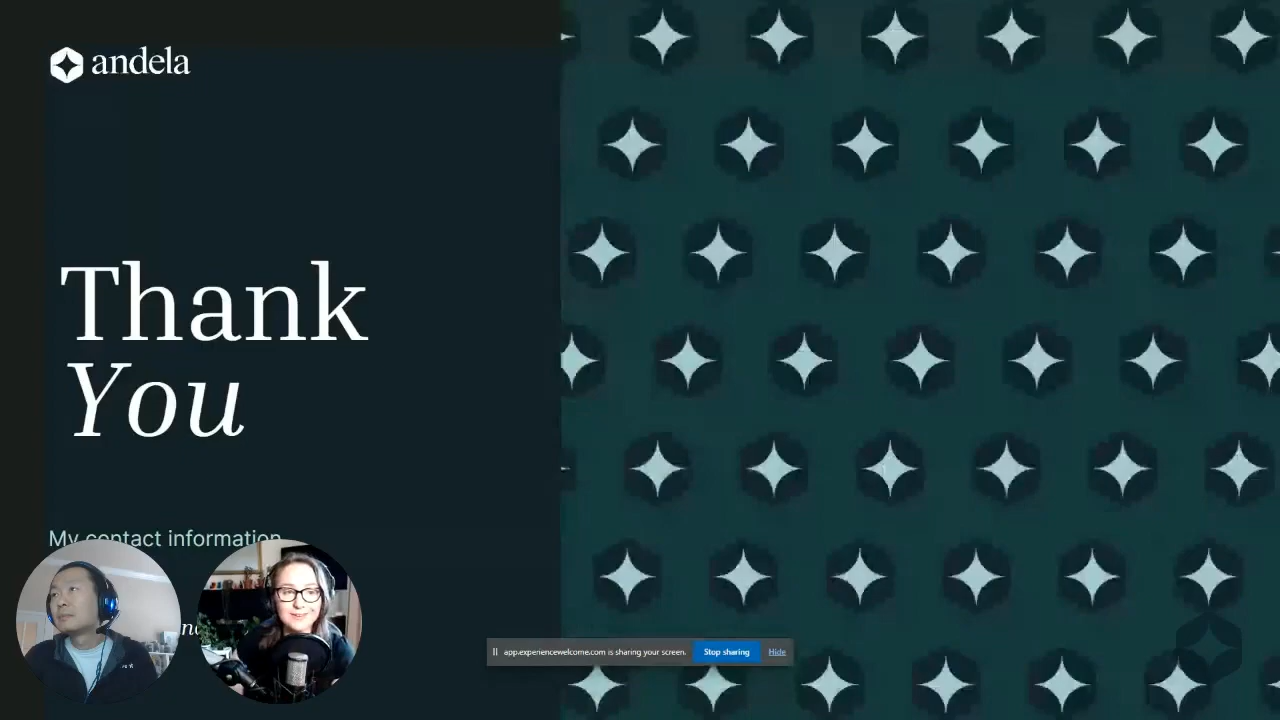 andela
Thank
You
My contact information
app.experiencewelcome.com is sharing your screen.
Stop sharing
Hide